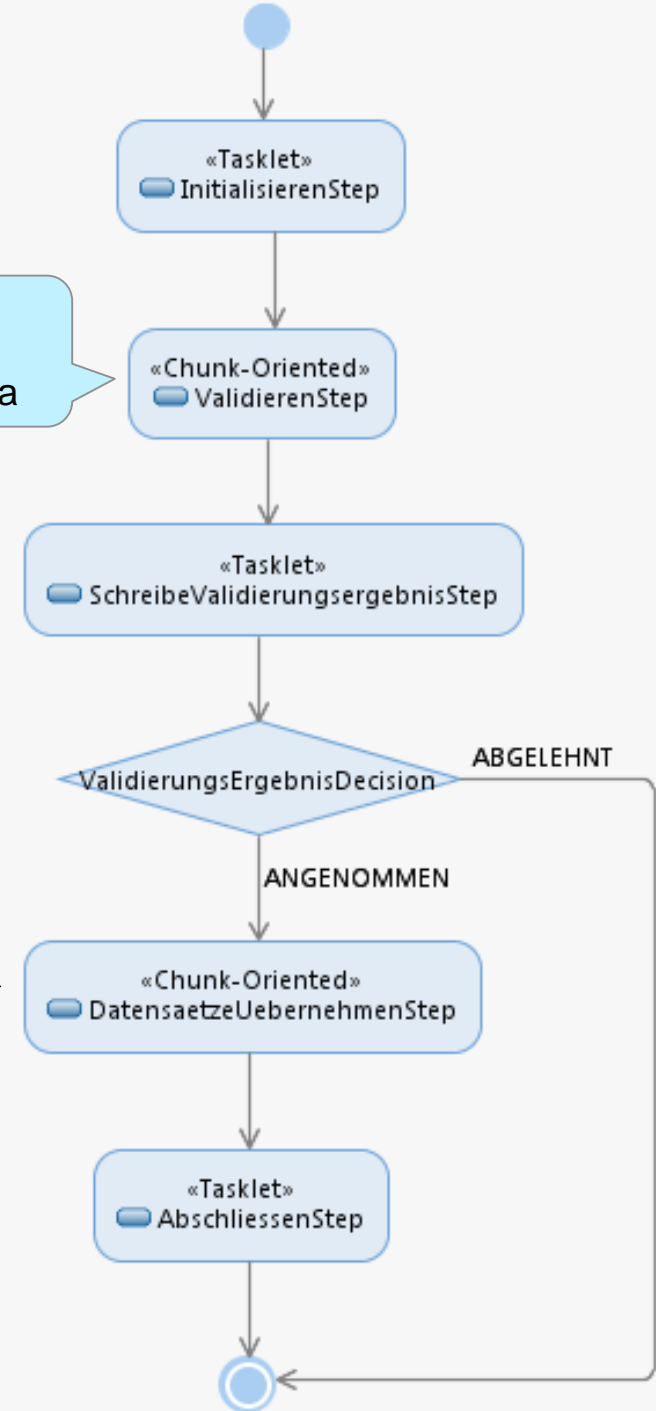 «Tasklet»
InitialisierenStep
a
«Chunk-Oriented»
ValidierenStep
«Tasklet»
SchreibeValidierungsergebnisStep
ValidierungsErgebnisDecision
ABGELEHNT
ANGENOMMEN
«Chunk-Oriented»
DatensaetzeUebernehmenStep
«Tasklet»
AbschliessenStep